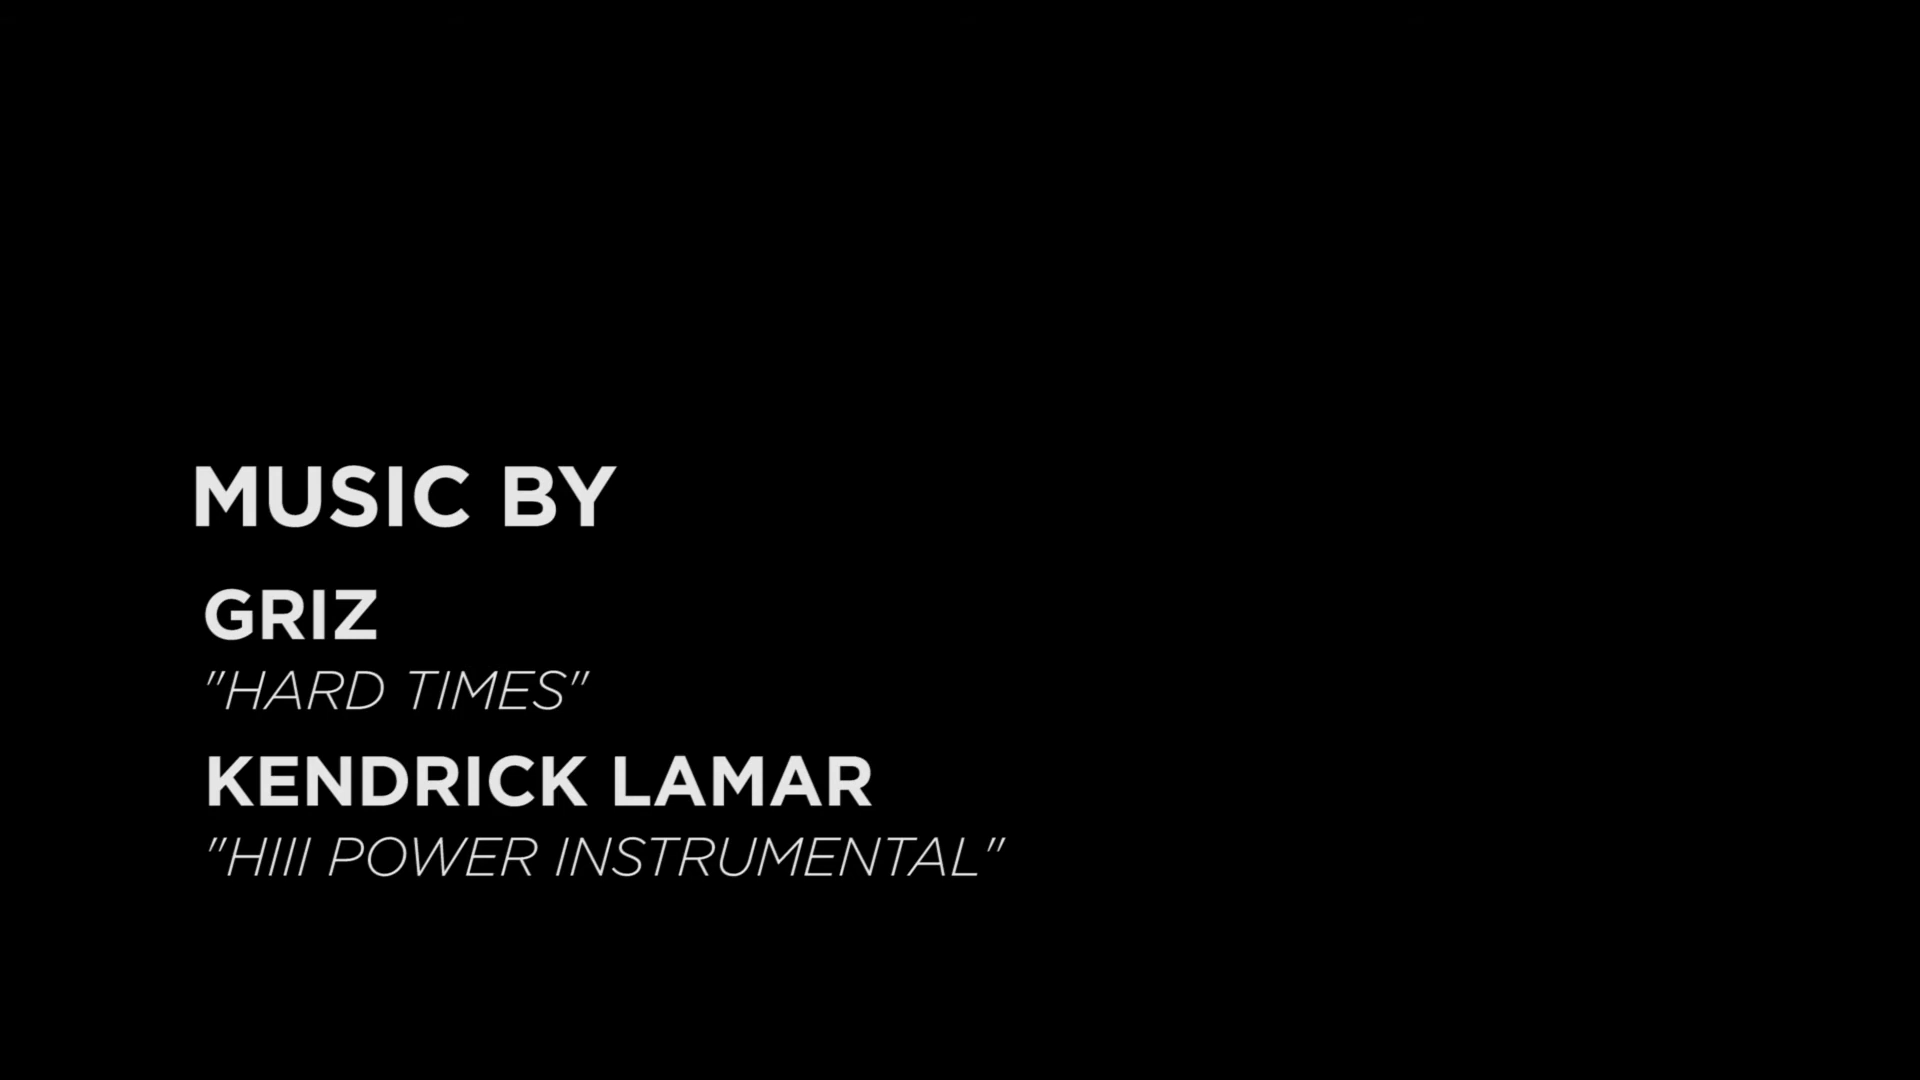 MUSIC BY
GRIZ
"HARD TIMES"
KENDRICK LAMAR
"HIII POWER INSTRUMENTAL"